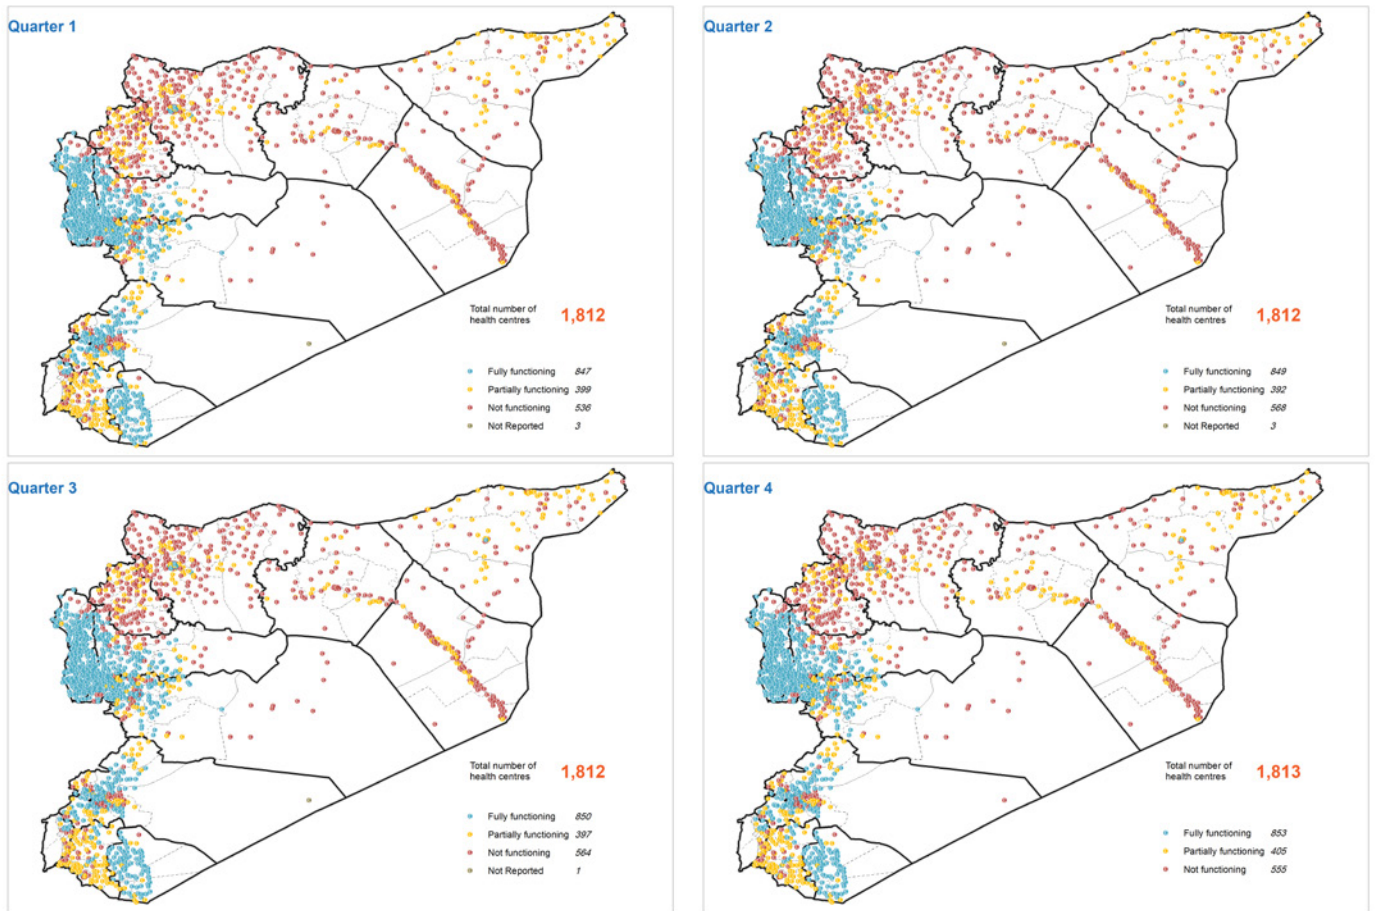 Quarter 1
Total number of
health centres 1,812
Fully functioning 847
Partially functioning 399
Not functioning 536
Not Reported 3
Quarter 2
Total number of
health centres 1,812
Fully functioning 849
Partially functioning 392
Not functioning 568
Not Reported 3
Quarter 3
Total number of
health centres 1,812
Fully functioning 850
Partially functioning 397
Not functioning 564
Not Reported 1
Quarter 4
Total number of
health centres 1,813
Fully functioning 853
Partially functioning 405
Not functioning 555